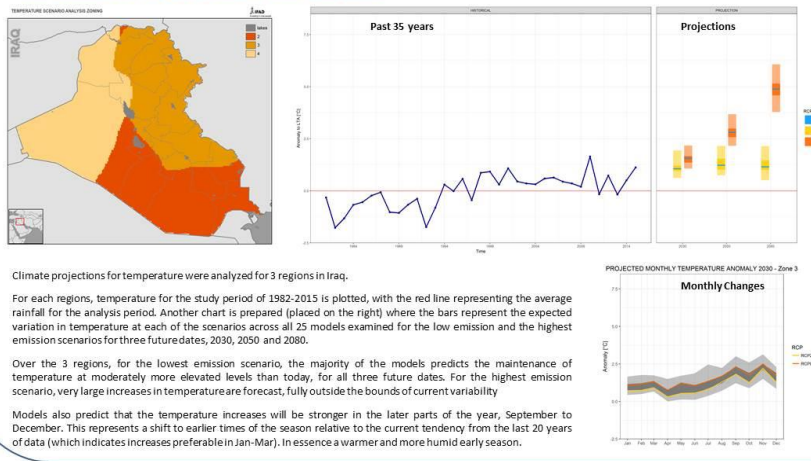 TEMPERATURE SCENARIO ANALYSIS ZONING
IRAQ
lakes
2
3
4
HISTORICAL
PROJECTION
Past 35 years
Projections
Anomaly to LTA [°C]
Time
RCP
Climate projections for temperature were analyzed for 3 regions in Iraq.
For each regions, temperature for the study period of 1982-2015 is plotted, with the red line representing the average
rainfall for the analysis period. Another chart is prepared (placed on the right) where the bars represent the expected
variation in temperature at each of the scenarios across all 25 models examined for the low emission and the highest
emission scenarios for three future dates, 2030, 2050 and 2080.
Over the 3 regions, for the lowest emission scenario, the majority of the models predicts the maintenance of
temperature at moderately more elevated levels than today, for all three future dates. For the highest emission
scenario, very large increases in temperature are forecast, fully outside the bounds of current variability
Models also predict that the temperature increases will be stronger in the later parts of the year, September to
December. This represents a shift to earlier times of the season relative to the current tendency from the last 20 years
of data (which indicates increases preferable in Jan-Mar). In essence a warmer and more humid early season.
PROJECTED MONTHLY TEMPERATURE ANOMALY 2030 - Zone 3
Monthly Changes
Anomaly [°C]
7.5
5.0
2.5
0.0
-2.5
Jan Feb Mar Apr May Jun Jul Aug Sep Oct Nov Dec
RCP